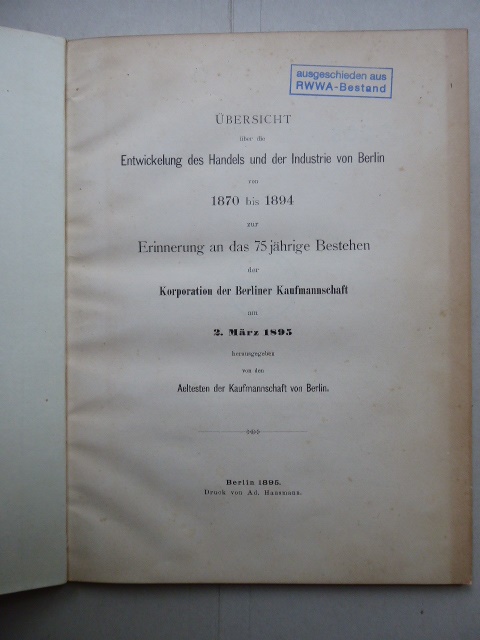 ausgeschieden aus
RWWA-Bestand
ÜBERSICHT
über die
Entwickelung des Handels und der Industrie von Berlin
von
1870 bis 1894
zur
Erinnerung an das 75jährige Bestehen
der
Korporation der Berliner Kaufmannschaft
am
2. März 1895
herausgegeben
von den
Aeltesten der Kaufmannschaft von Berlin.
Berlin 1895.
Druck von Ad. Hausmann.